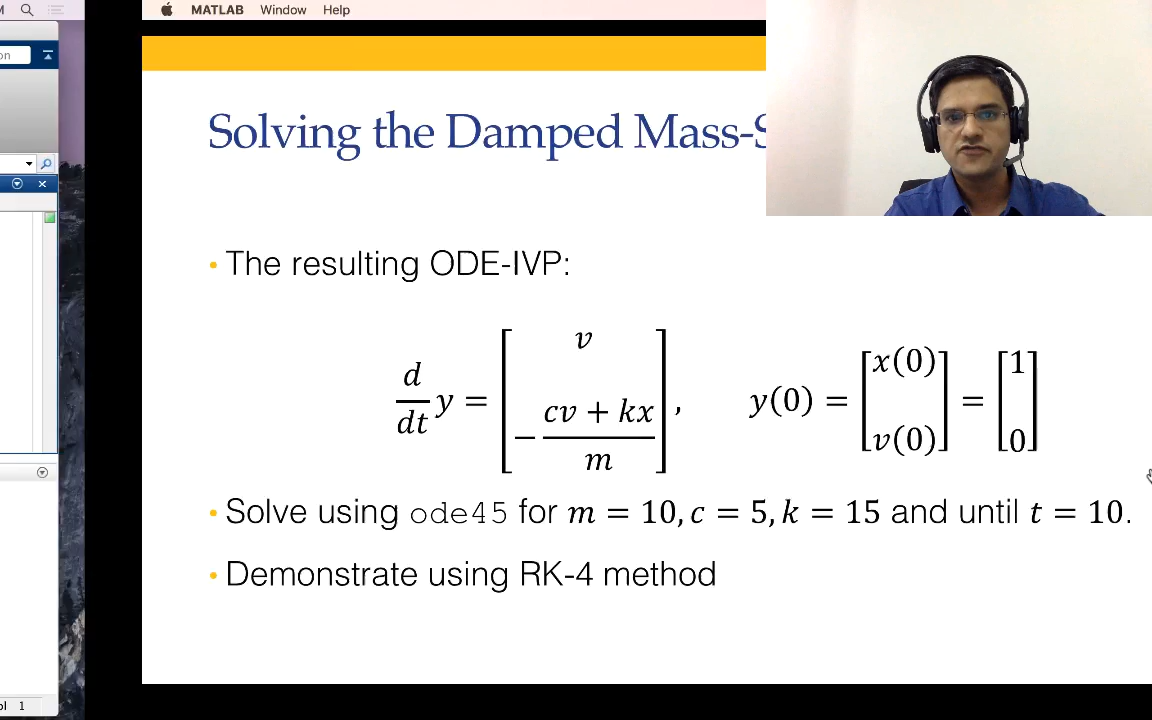 MATLAB Window Help
Solving the Damped Mass-
• The resulting ODE-IVP:
d/dt y = [v, −(cv + kx)/m], y(0) = [x(0), v(0)] = [1, 0]
• Solve using ode45 for m = 10, c = 5, k = 15 and until t = 10.
• Demonstrate using RK-4 method
1